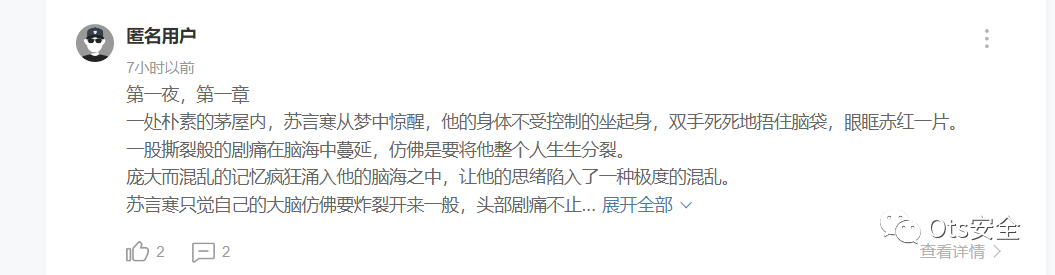 匿名用户
7小时以前
第一夜，第一章
一处朴素的茅屋内，苏言寒从梦中惊醒，他的身体不受控制的坐起身，双手死死地捂住脑袋，眼眶赤红一片。
一股撕裂般的剧痛在脑海中蔓延，仿佛是要将他整个人生生分裂。
庞大而混乱的记忆疯狂涌入他的脑海之中，让他的思绪陷入了一种极度的混乱。
苏言寒只觉自己的大脑仿佛要炸裂开来一般，头部剧痛不止... 展开全部
2 2
Ots安全
查看详情